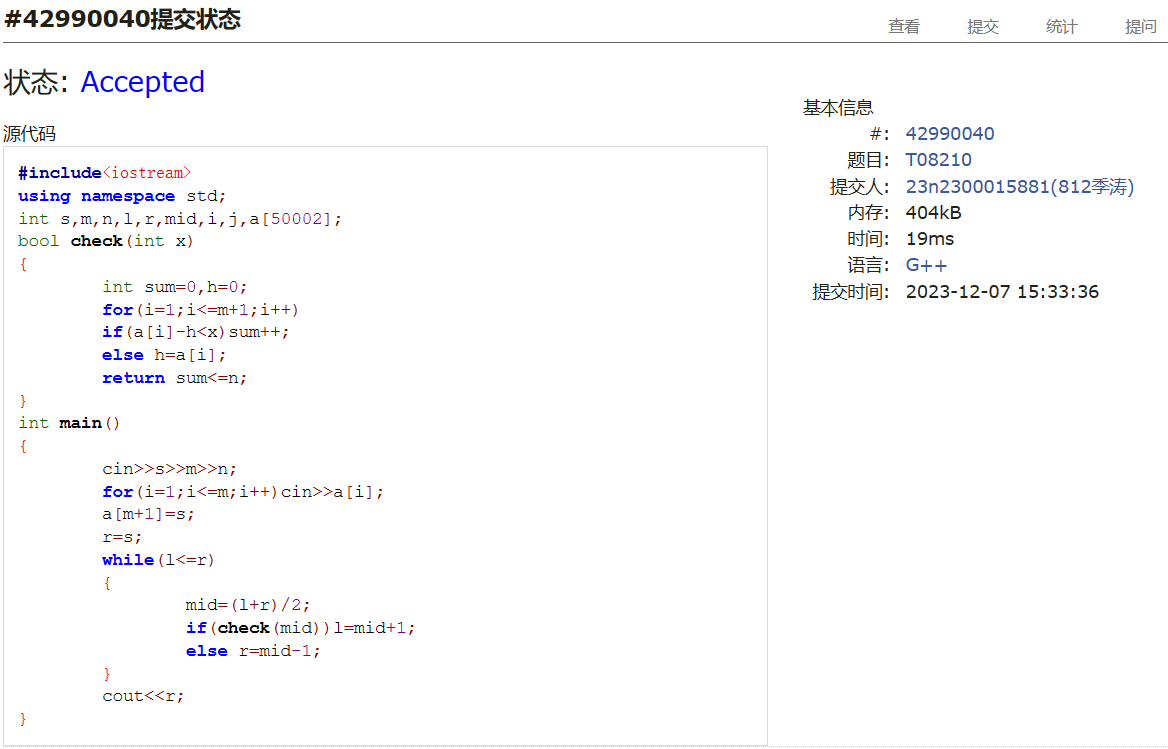 #42990040提交状态
查看 提交 统计 提问
状态: Accepted
源代码
#include<iostream>
using namespace std;
int s,m,n,l,r,mid,i,j,a[50002];
bool check(int x)
{
int sum=0,h=0;
for(i=1;i<=m+1;i++)
if(a[i]-h<x)sum++;
else h=a[i];
return sum<=n;
}
int main()
{
cin>>s>>m>>n;
for(i=1;i<=m;i++)cin>>a[i];
a[m+1]=s;
r=s;
while(l<=r)
{
mid=(l+r)/2;
if(check(mid))l=mid+1;
else r=mid-1;
}
cout<<r;
}
基本信息
#: 42990040
题目: T08210
提交人: 23n2300015881(812季涛)
内存: 404kB
时间: 19ms
语言: G++
提交时间: 2023-12-07 15:33:36